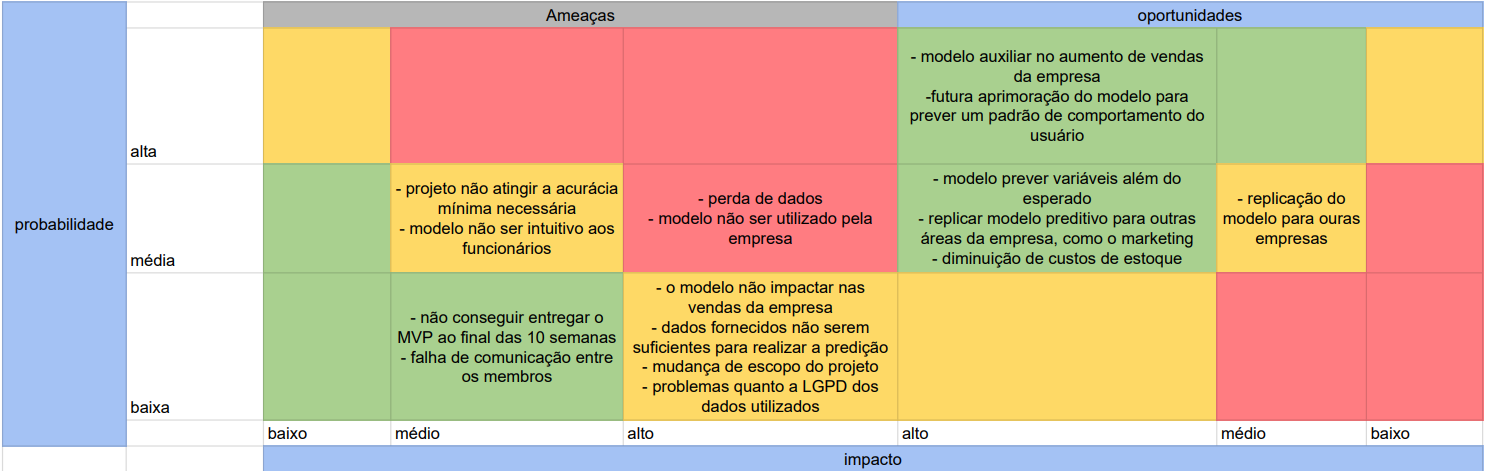 Ameaças
oportunidades
probabilidade
alta
- modelo auxiliar no aumento de vendas
da empresa
-futura aprimoração do modelo para
prever um padrão de comportamento do
usuário
média
- projeto não atingir a acurácia
mínima necessária
- modelo não ser intuitivo aos
funcionários
- perda de dados
- modelo não ser utilizado pela
empresa
- modelo prever variáveis além do
esperado
- replicar modelo preditivo para outras
áreas da empresa, como o marketing
- diminuição de custos de estoque
- replicação do
modelo para ouras
empresas
baixa
- não conseguir entregar o
MVP ao final das 10 semanas
- falha de comunicação entre
os membros
- o modelo não impactar nas
vendas da empresa
- dados fornecidos não serem
suficientes para realizar a predição
- mudança de escopo do projeto
- problemas quanto a LGPD dos
dados utilizados
baixo
médio
alto
alto
médio
baixo
impacto